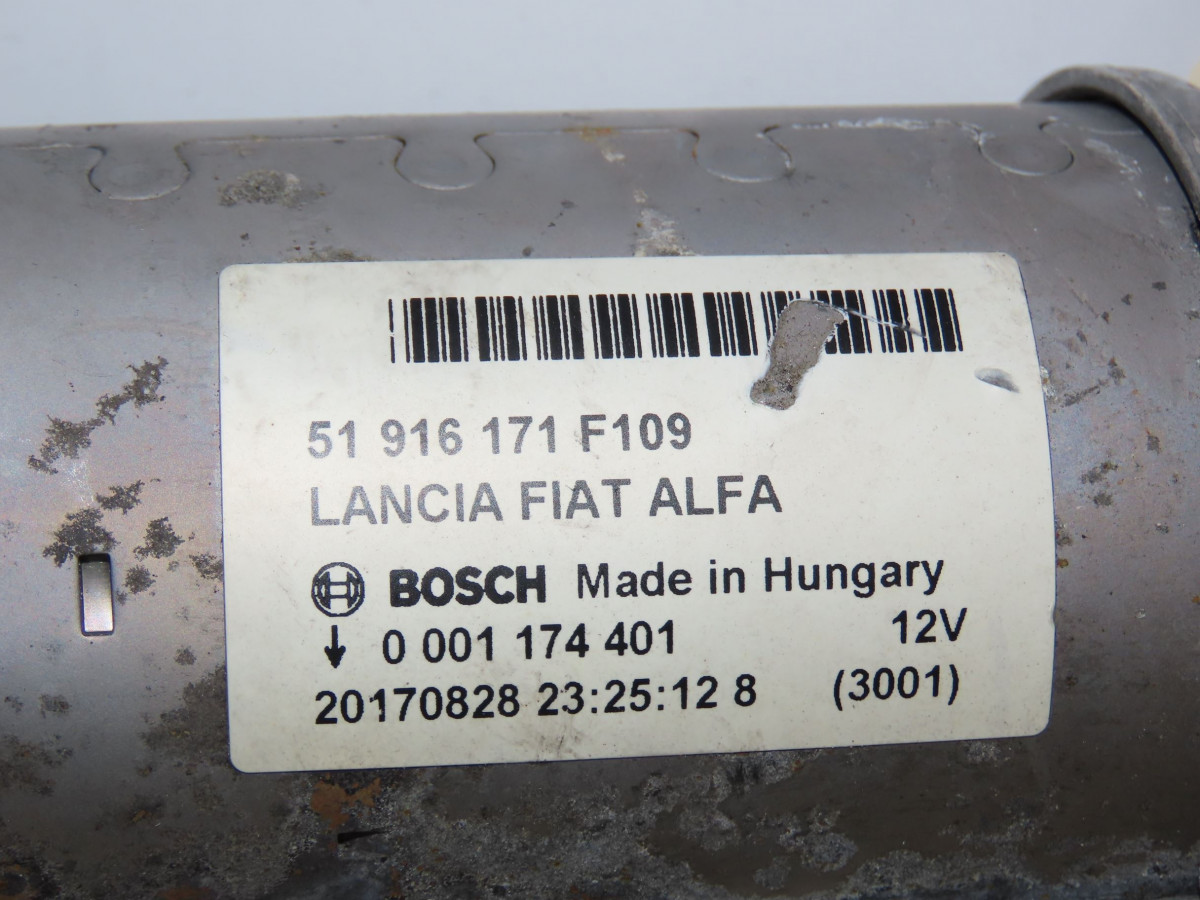 51 916 171 F109
LANCIA FIAT ALFA
BOSCH Made in Hungary
↓ 0 001 174 401 12V
20170828 23:25:12 8 (3001)